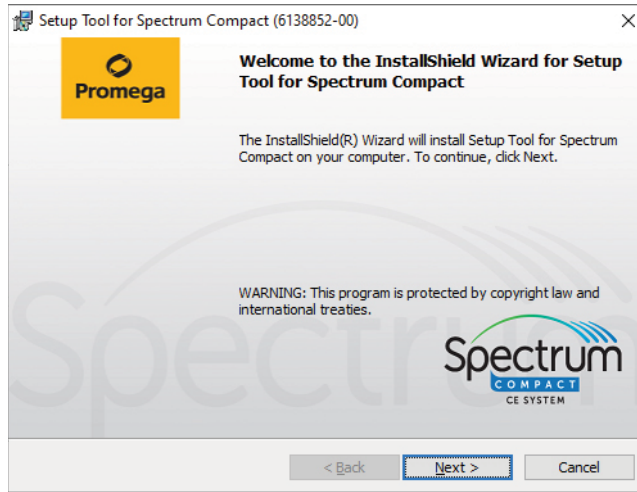 Setup Tool for Spectrum Compact (6138852-00)
Promega
Welcome to the InstallShield Wizard for Setup
Tool for Spectrum Compact
The InstallShield(R) Wizard will install Setup Tool for Spectrum
Compact on your computer. To continue, click Next.
WARNING: This program is protected by copyright law and
international treaties.
Spectrum
Spectrum
COMPACT
CE SYSTEM
< Back
Next >
Cancel